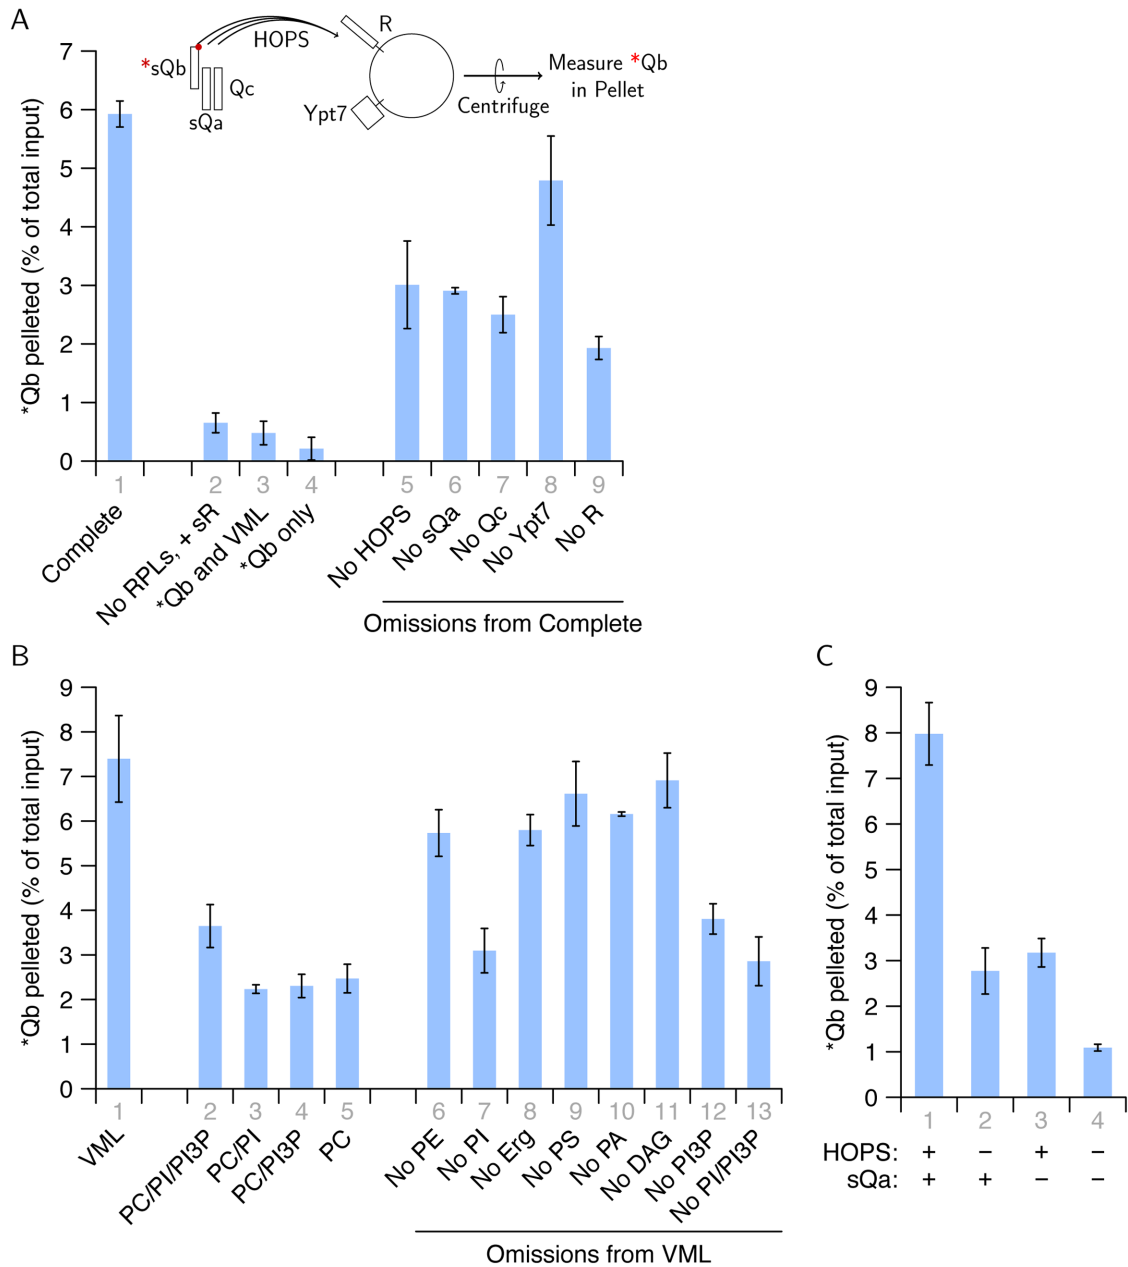 A
R
HOPS
*sQb
Qc
sQa
Ypt7
Centrifuge
Measure *Qb
in Pellet
*Qb pelleted (% of total input)
7
6
5
4
3
2
1
0
1
2
3
4
5
6
7
8
9
Complete
No RPLs, + sR
*Qb and VML
*Qb only
No HOPS
No sQa
No Qc
No Ypt7
No R
Omissions from Complete
B
*Qb pelleted (% of total input)
9
8
7
6
5
4
3
2
1
0
1
2
3
4
5
6
7
8
9
10
11
12
13
VML
PC/PI/PI3P
PC/PI
PC/PI3P
PC
No PE
No PI
No Erg
No PS
No PA
No DAG
No PI3P
No PI/PI3P
Omissions from VML
C
*Qb pelleted (% of total input)
9
8
7
6
5
4
3
2
1
0
1
2
3
4
HOPS: + − + −
sQa: + + − −